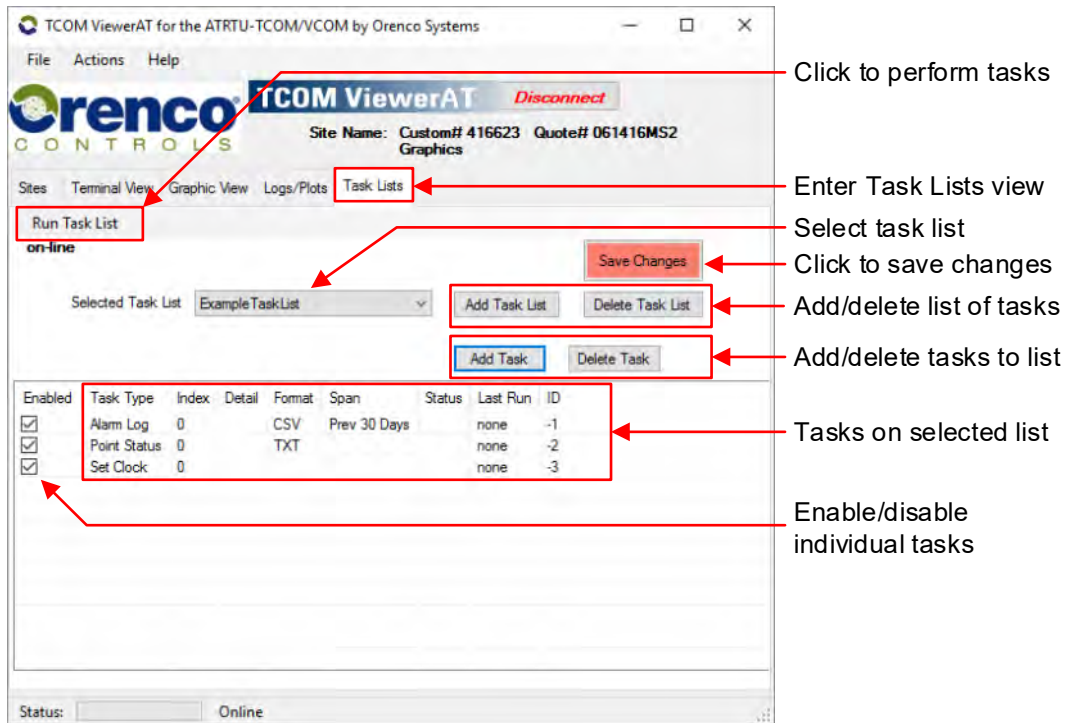 TCOM ViewerAT for the ATRTU-TCOM/VCOM by Orenco Systems
File Actions Help
Click to perform tasks
Orenco
CONTROLS
TCOM ViewerAT
Disconnect
Site Name: Custom# 416623 Quote# 061416MS2
Graphics
Sites Terminal View Graphic View Logs/Plots Task Lists
Enter Task Lists view
Run Task List
Select task list
on-line
Save Changes
Click to save changes
Selected Task List ExampleTaskList Add Task List Delete Task List
Add/delete list of tasks
Add Task Delete Task
Add/delete tasks to list
Enabled Task Type Index Detail Format Span Status Last Run ID
Alarm Log 0 CSV Prev 30 Days none -1
Point Status 0 TXT none -2
Set Clock 0 none -3
Tasks on selected list
Enable/disable
individual tasks
Status: Online